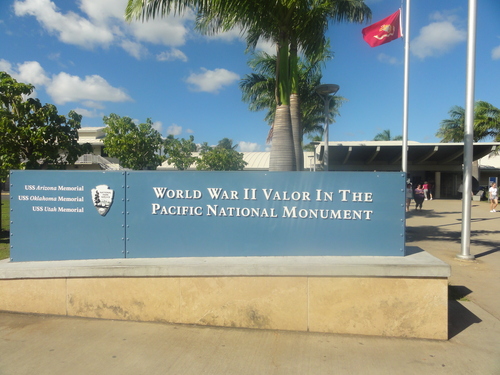 USS Arizona Memorial
USS Oklahoma Memorial
USS Utah Memorial
World War II Valor In The
Pacific National Monument